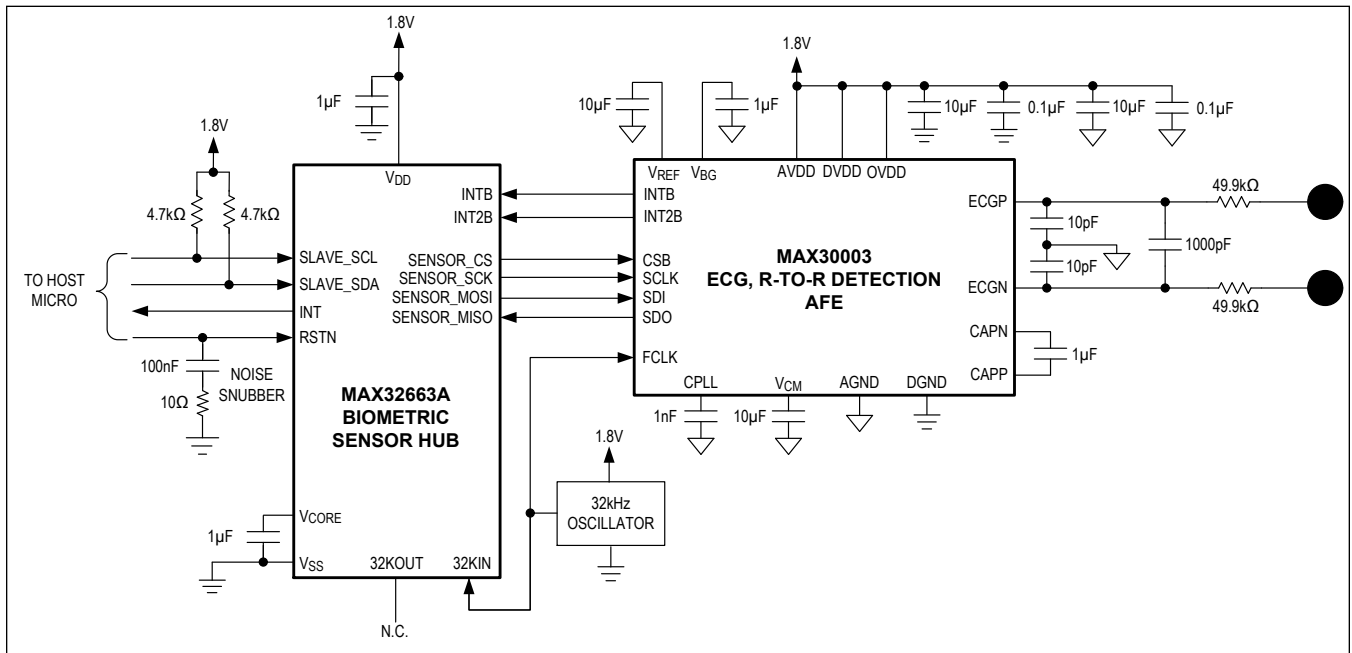 1.8V
1µF
1.8V
4.7kΩ
4.7kΩ
TO HOST
MICRO
100nF
NOISE
SNUBBER
10Ω
1µF
VDD
INTB
INT2B
SLAVE_SCL
SLAVE_SDA
INT
RSTN
SENSOR_CS
SENSOR_SCK
SENSOR_MOSI
SENSOR_MISO
MAX32663A
BIOMETRIC
SENSOR HUB
VCORE
VSS
32KOUT
32KIN
N.C.
1.8V
32kHz
OSCILLATOR
10µF
1µF
1.8V
10µF
0.1µF
10µF
0.1µF
VREF
VBG
AVDD
DVDD
OVDD
INTB
INT2B
CSB
SCLK
SDI
SDO
FCLK
MAX30003
ECG, R-TO-R DETECTION
AFE
ECGP
ECGN
CAPN
CAPP
CPLL
VCM
AGND
DGND
1nF
10µF
10pF
10pF
1000pF
49.9kΩ
49.9kΩ
1µF